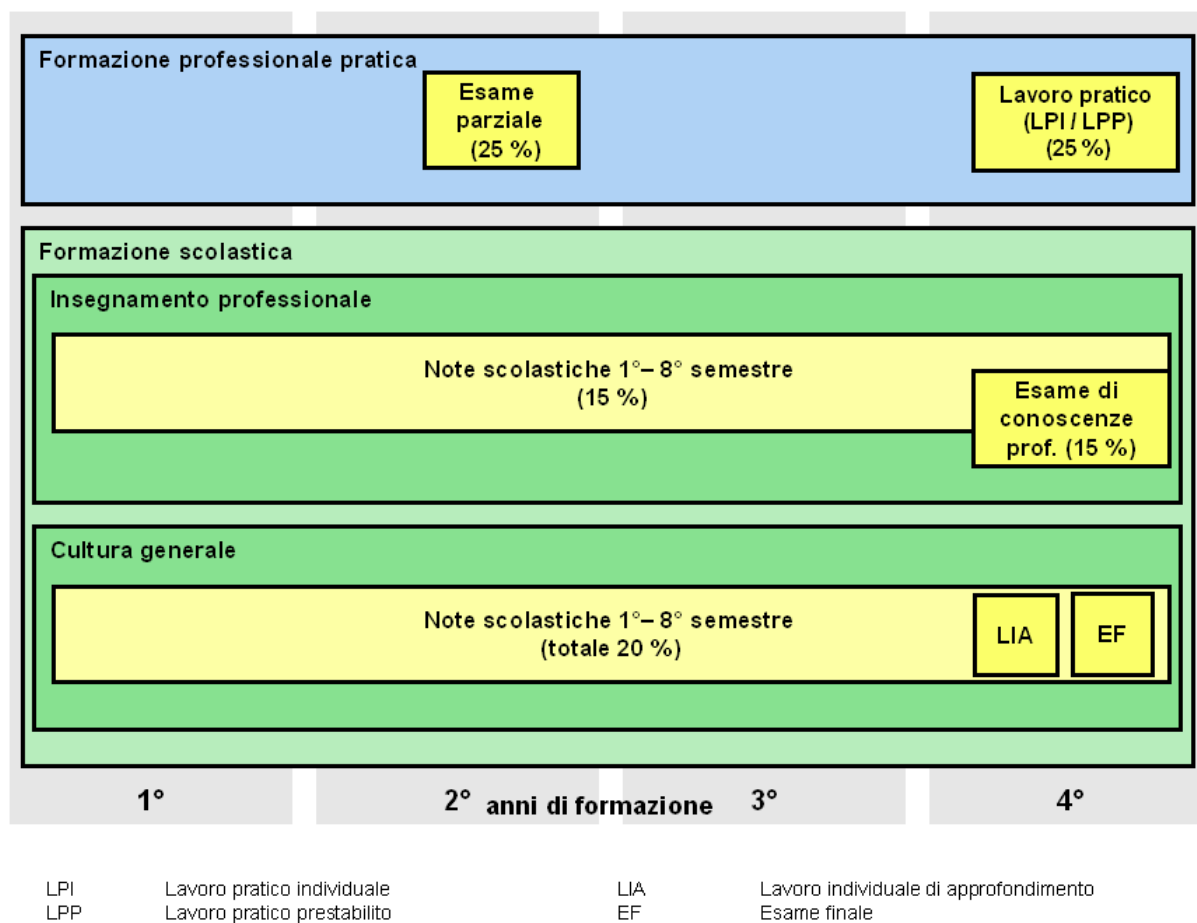 Formazione professionale pratica
Esame
parziale
(25 %)
Lavoro pratico
(LPI / LPP)
(25 %)
Formazione scolastica
Insegnamento professionale
Note scolastiche 1°– 8° semestre
(15 %)
Esame di
conoscenze
prof. (15 %)
Cultura generale
Note scolastiche 1°– 8° semestre
(totale 20 %)
LIA
EF
1° 2° anni di formazione 3° 4°
LPI Lavoro pratico individuale LIA Lavoro individuale di approfondimento
LPP Lavoro pratico prestabilito EF Esame finale